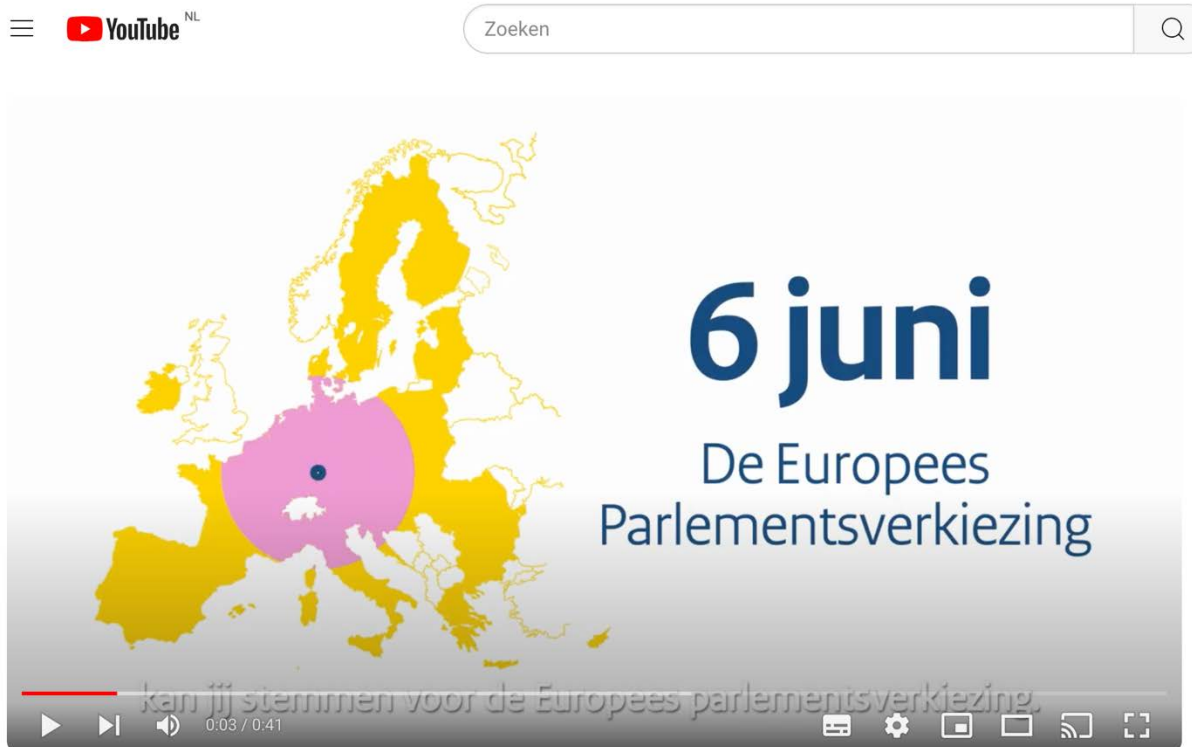 YouTube NL
Zoeken
6 juni
De Europees
Parlementsverkiezing
kan jij stemmen voor de Europees parlementsverkiezing.
0:03 / 0:41